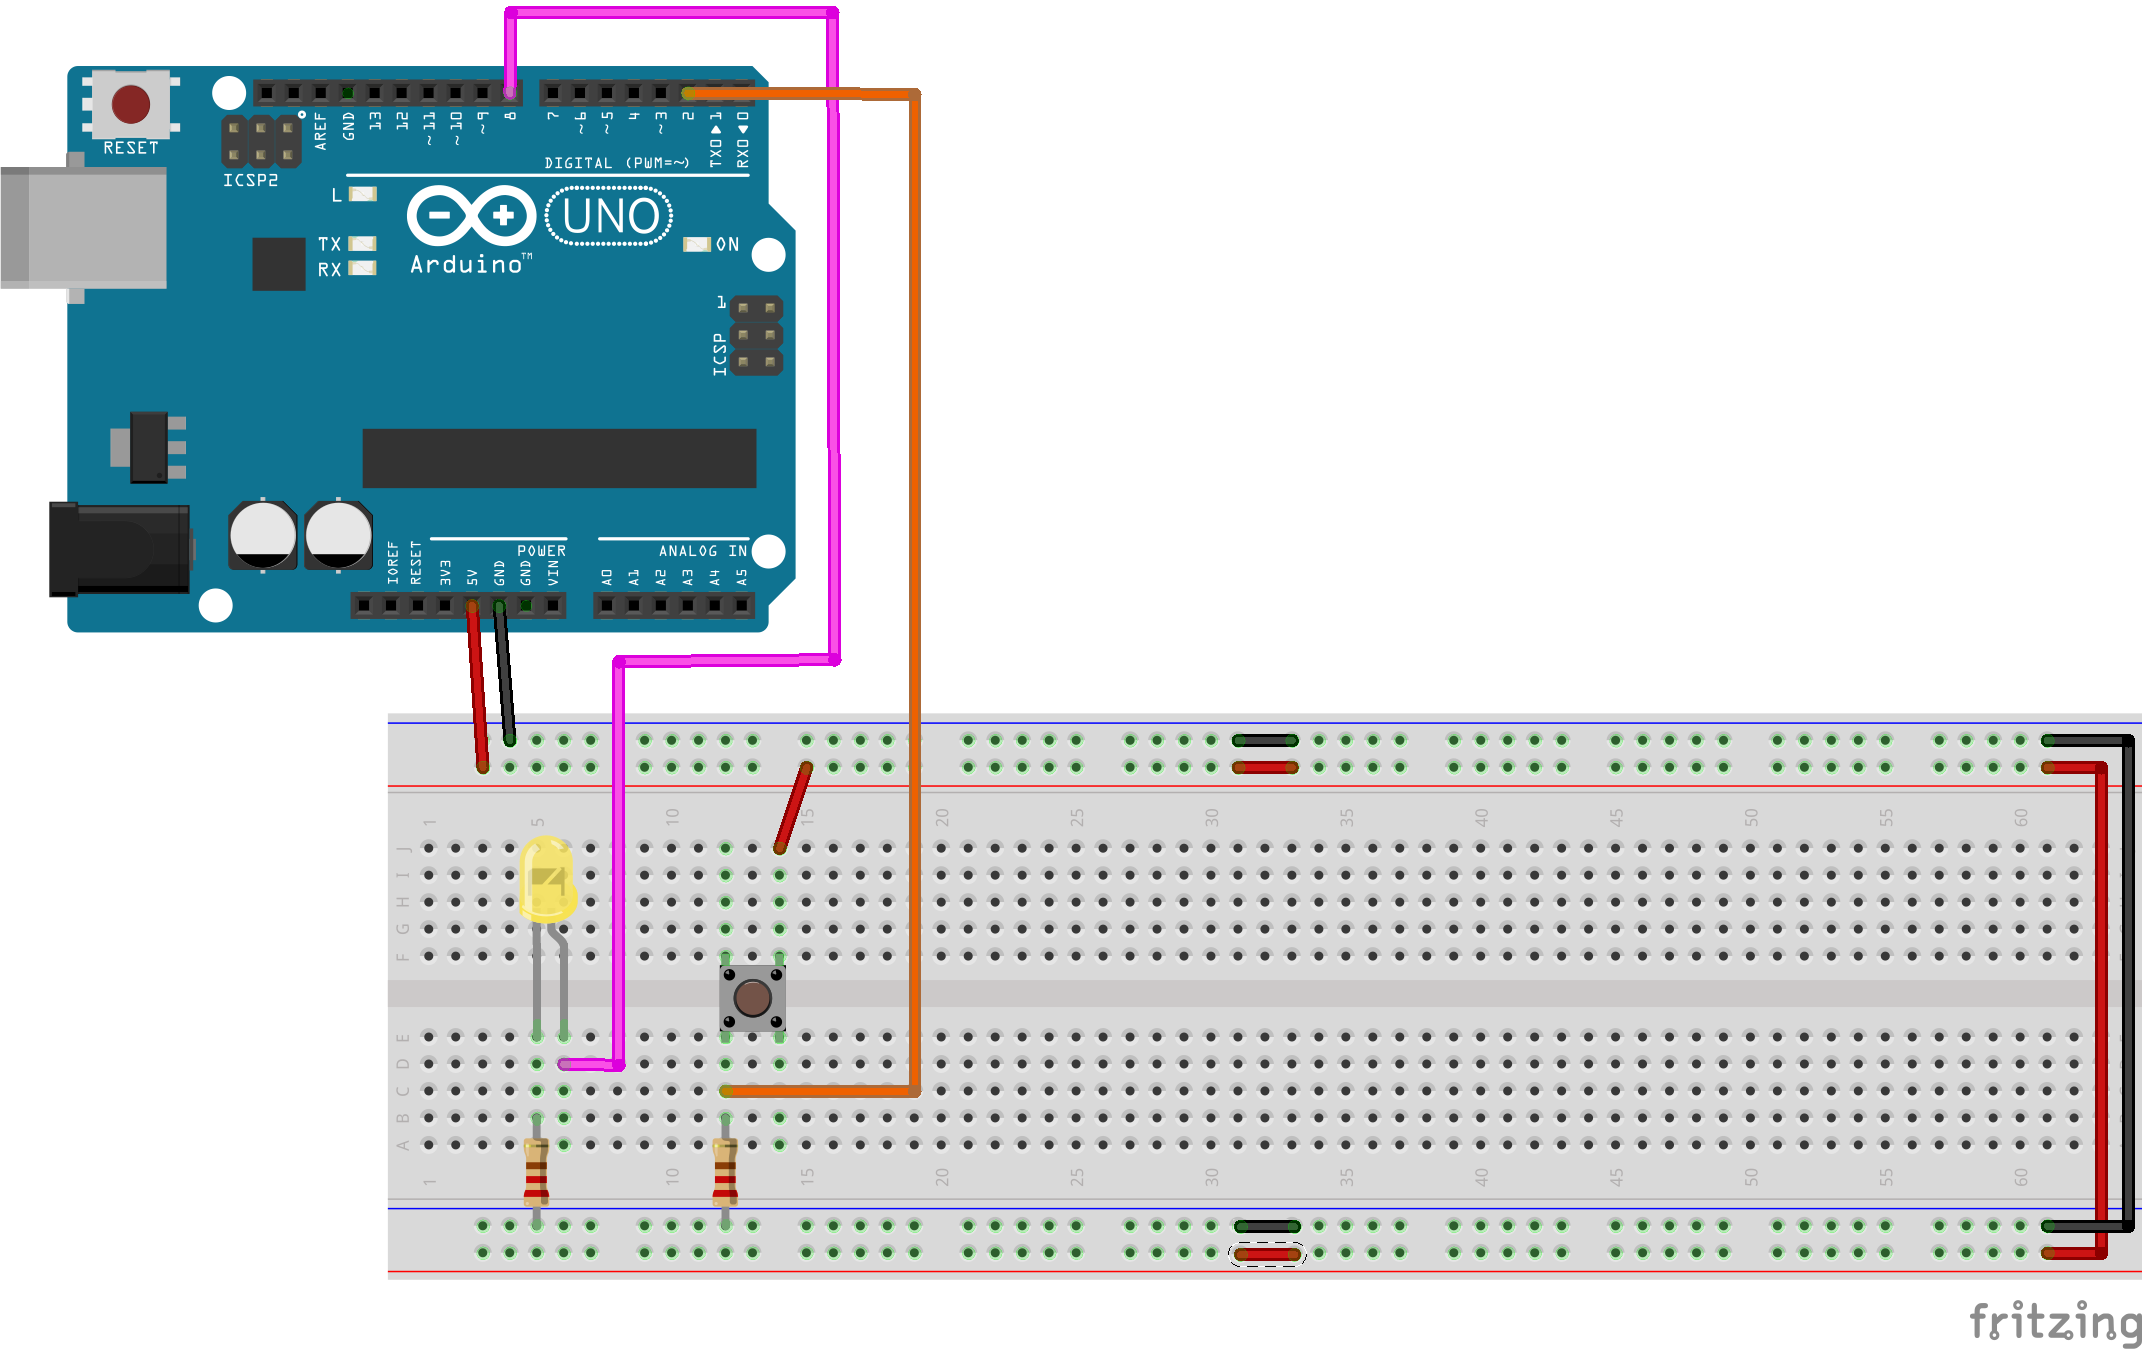 RESET
ICSP2
AREF
GND
13
12
~11
~10
~9
8
7
~6
~5
4
~3
2
TX0▶1
RX0◀0
DIGITAL (PWM=~)
L
TX
RX
UNO
Arduino™
ON
1
ICSP
POWER
ANALOG IN
IOREF
RESET
3V3
5V
GND
GND
VIN
A0
A1
A2
A3
A4
A5
1 5 10 15 20 25 30 35 40 45 50 55 60
J
I
H
G
F
E
D
C
B
A
1 10 15 20 25 30 35 40 45 50 55 60
fritzing